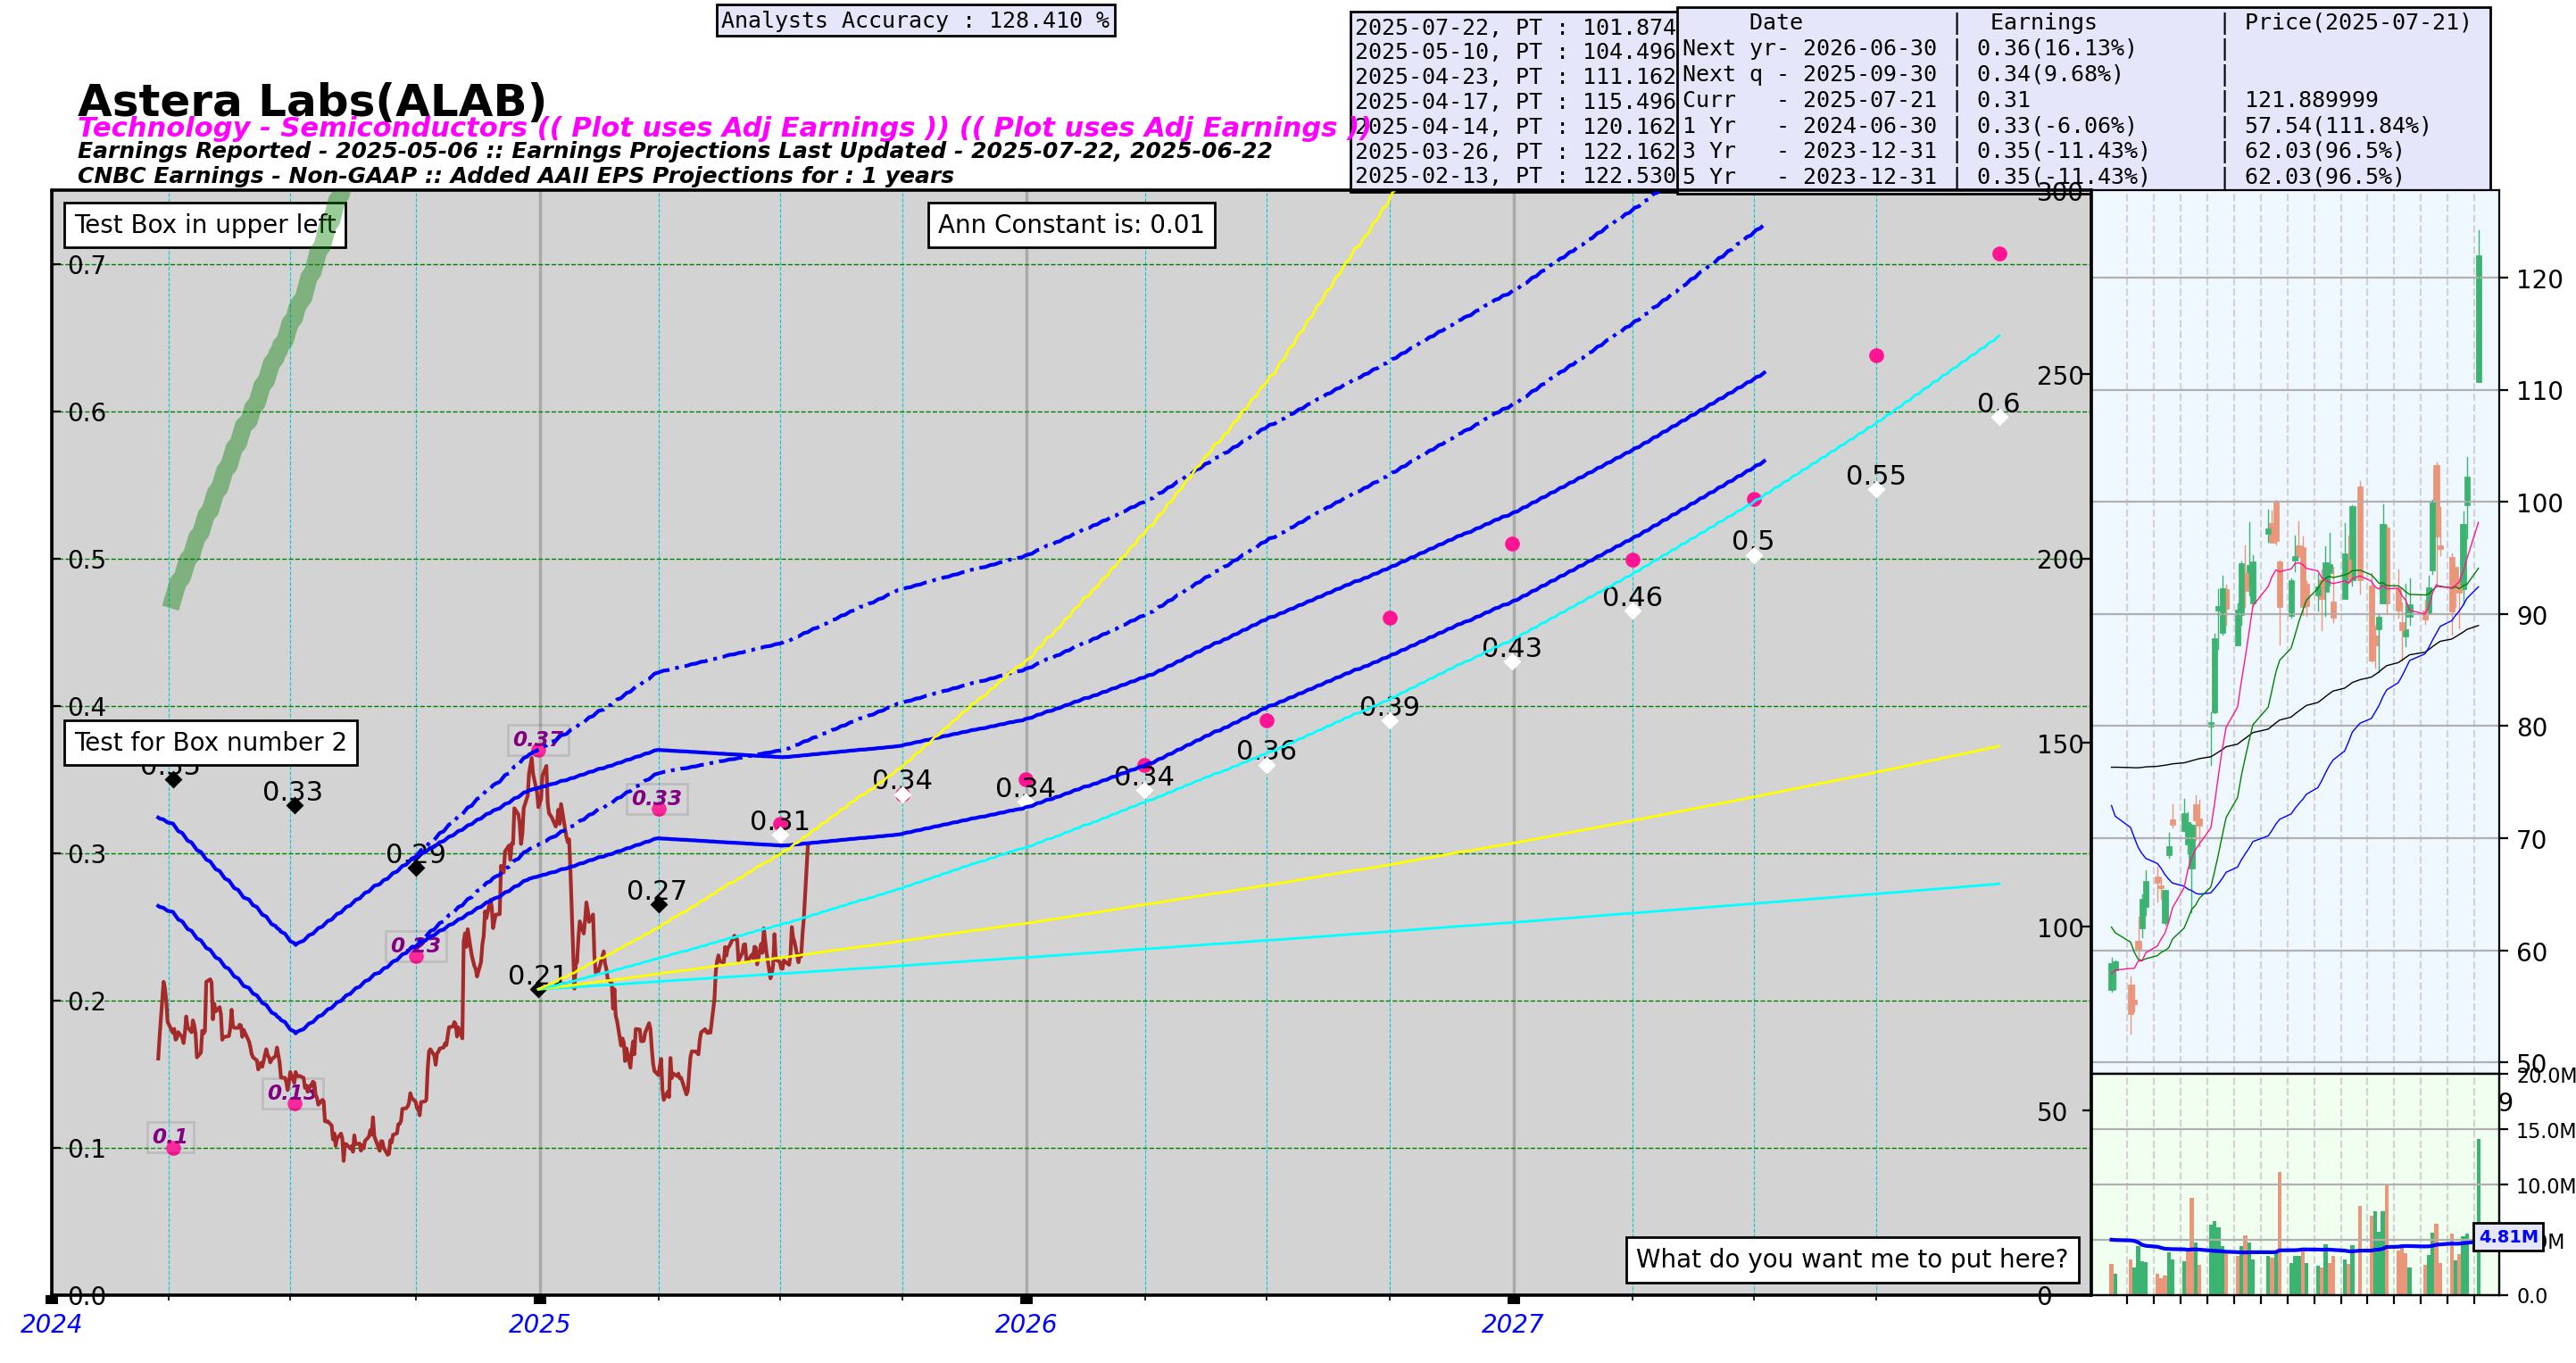 Analysts Accuracy : 128.410 %
2025-07-22, PT : 101.874
2025-05-10, PT : 104.496
2025-04-23, PT : 111.162
2025-04-17, PT : 115.496
2025-04-14, PT : 120.162
2025-03-26, PT : 122.162
2025-02-13, PT : 122.530
Date | Earnings | Price(2025-07-21)
Next yr- 2026-06-30 | 0.36(16.13%) |
Next q - 2025-09-30 | 0.34(9.68%) |
Curr - 2025-07-21 | 0.31 | 121.889999
1 Yr - 2024-06-30 | 0.33(-6.06%) | 57.54(111.84%)
3 Yr - 2023-12-31 | 0.35(-11.43%) | 62.03(96.5%)
5 Yr - 2023-12-31 | 0.35(-11.43%) | 62.03(96.5%)
Astera Labs(ALAB)
Technology - Semiconductors (( Plot uses Adj Earnings )) (( Plot uses Adj Earnings ))
Earnings Reported - 2025-05-06 :: Earnings Projections Last Updated - 2025-07-22, 2025-06-22
CNBC Earnings - Non-GAAP :: Added AAII EPS Projections for : 1 years
Test Box in upper left
Ann Constant is: 0.01
Test for Box number 2
What do you want me to put here?
0.7
0.6
0.5
0.4
0.3
0.2
0.1
0.0
300
250
200
150
100
50
0
0.33
0.29
0.21
0.27
0.31
0.34
0.34
0.34
0.36
0.39
0.43
0.46
0.5
0.55
0.6
0.1
0.13
0.23
0.37
0.33
120
110
100
90
80
70
60
50
20.0M
15.0M
10.0M
0.0
4.81M
2024
2025
2026
2027